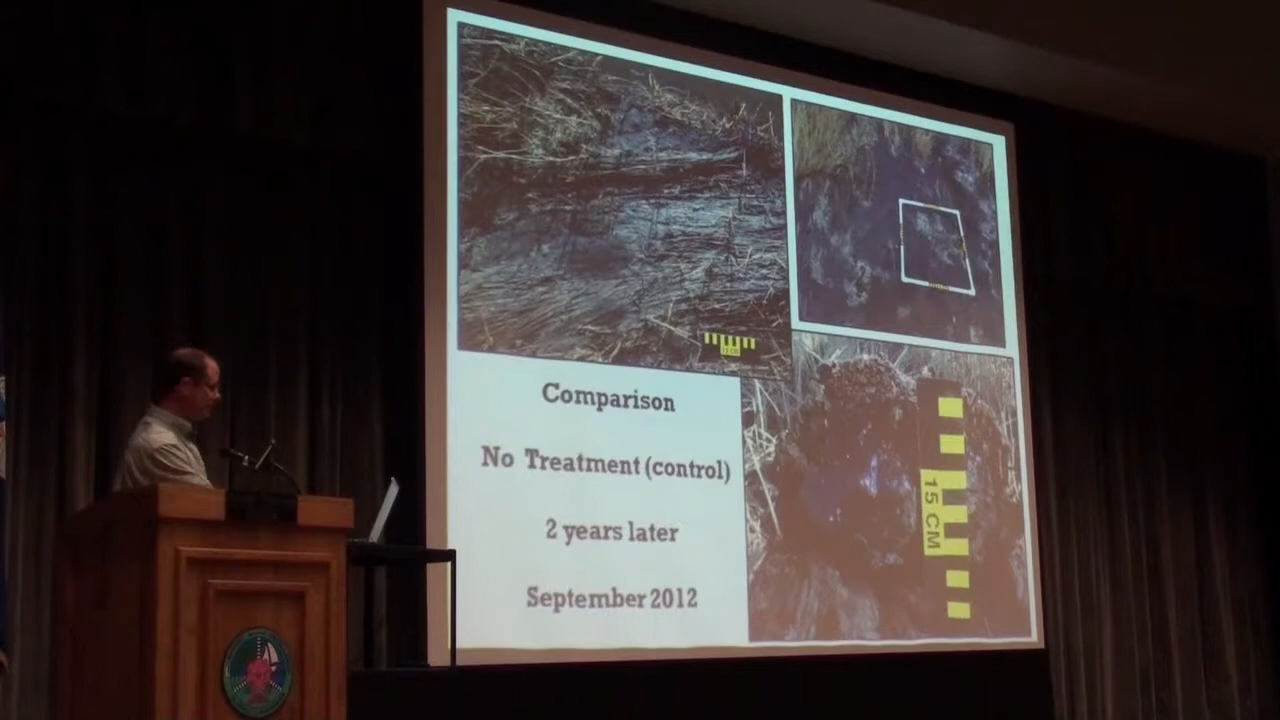 Comparison
No Treatment (control)
2 years later
September 2012
15 CM